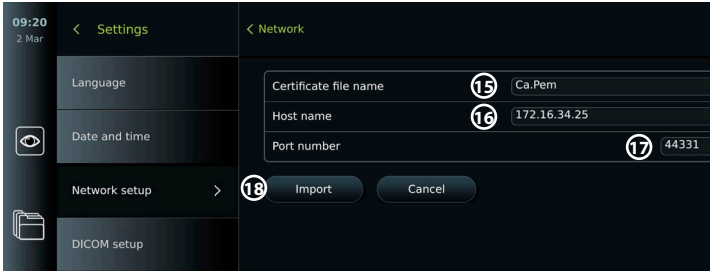 09:20
2 Mar
Settings
Network
Language
Date and time
Network setup
DICOM setup
Certificate file name 15 Ca.Pem
Host name 16 172.16.34.25
Port number 17 44331
18 Import Cancel